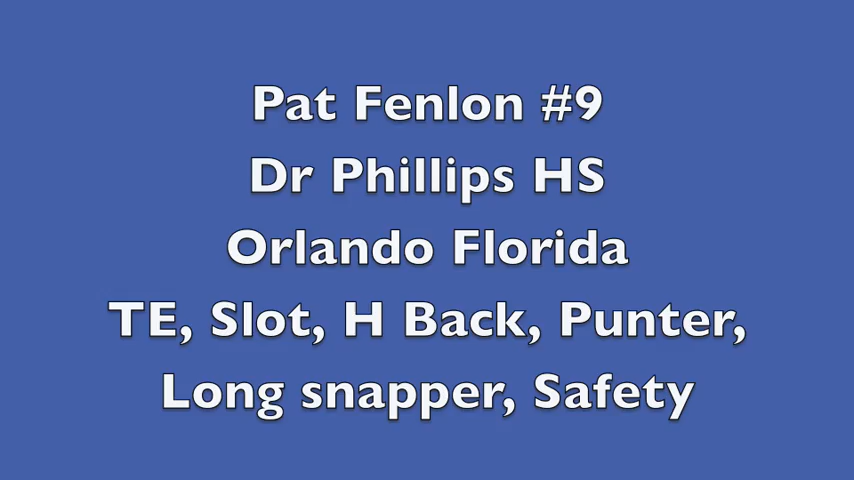 Pat Fenlon #9
Dr Phillips HS
Orlando Florida
TE, Slot, H Back, Punter,
Long snapper, Safety